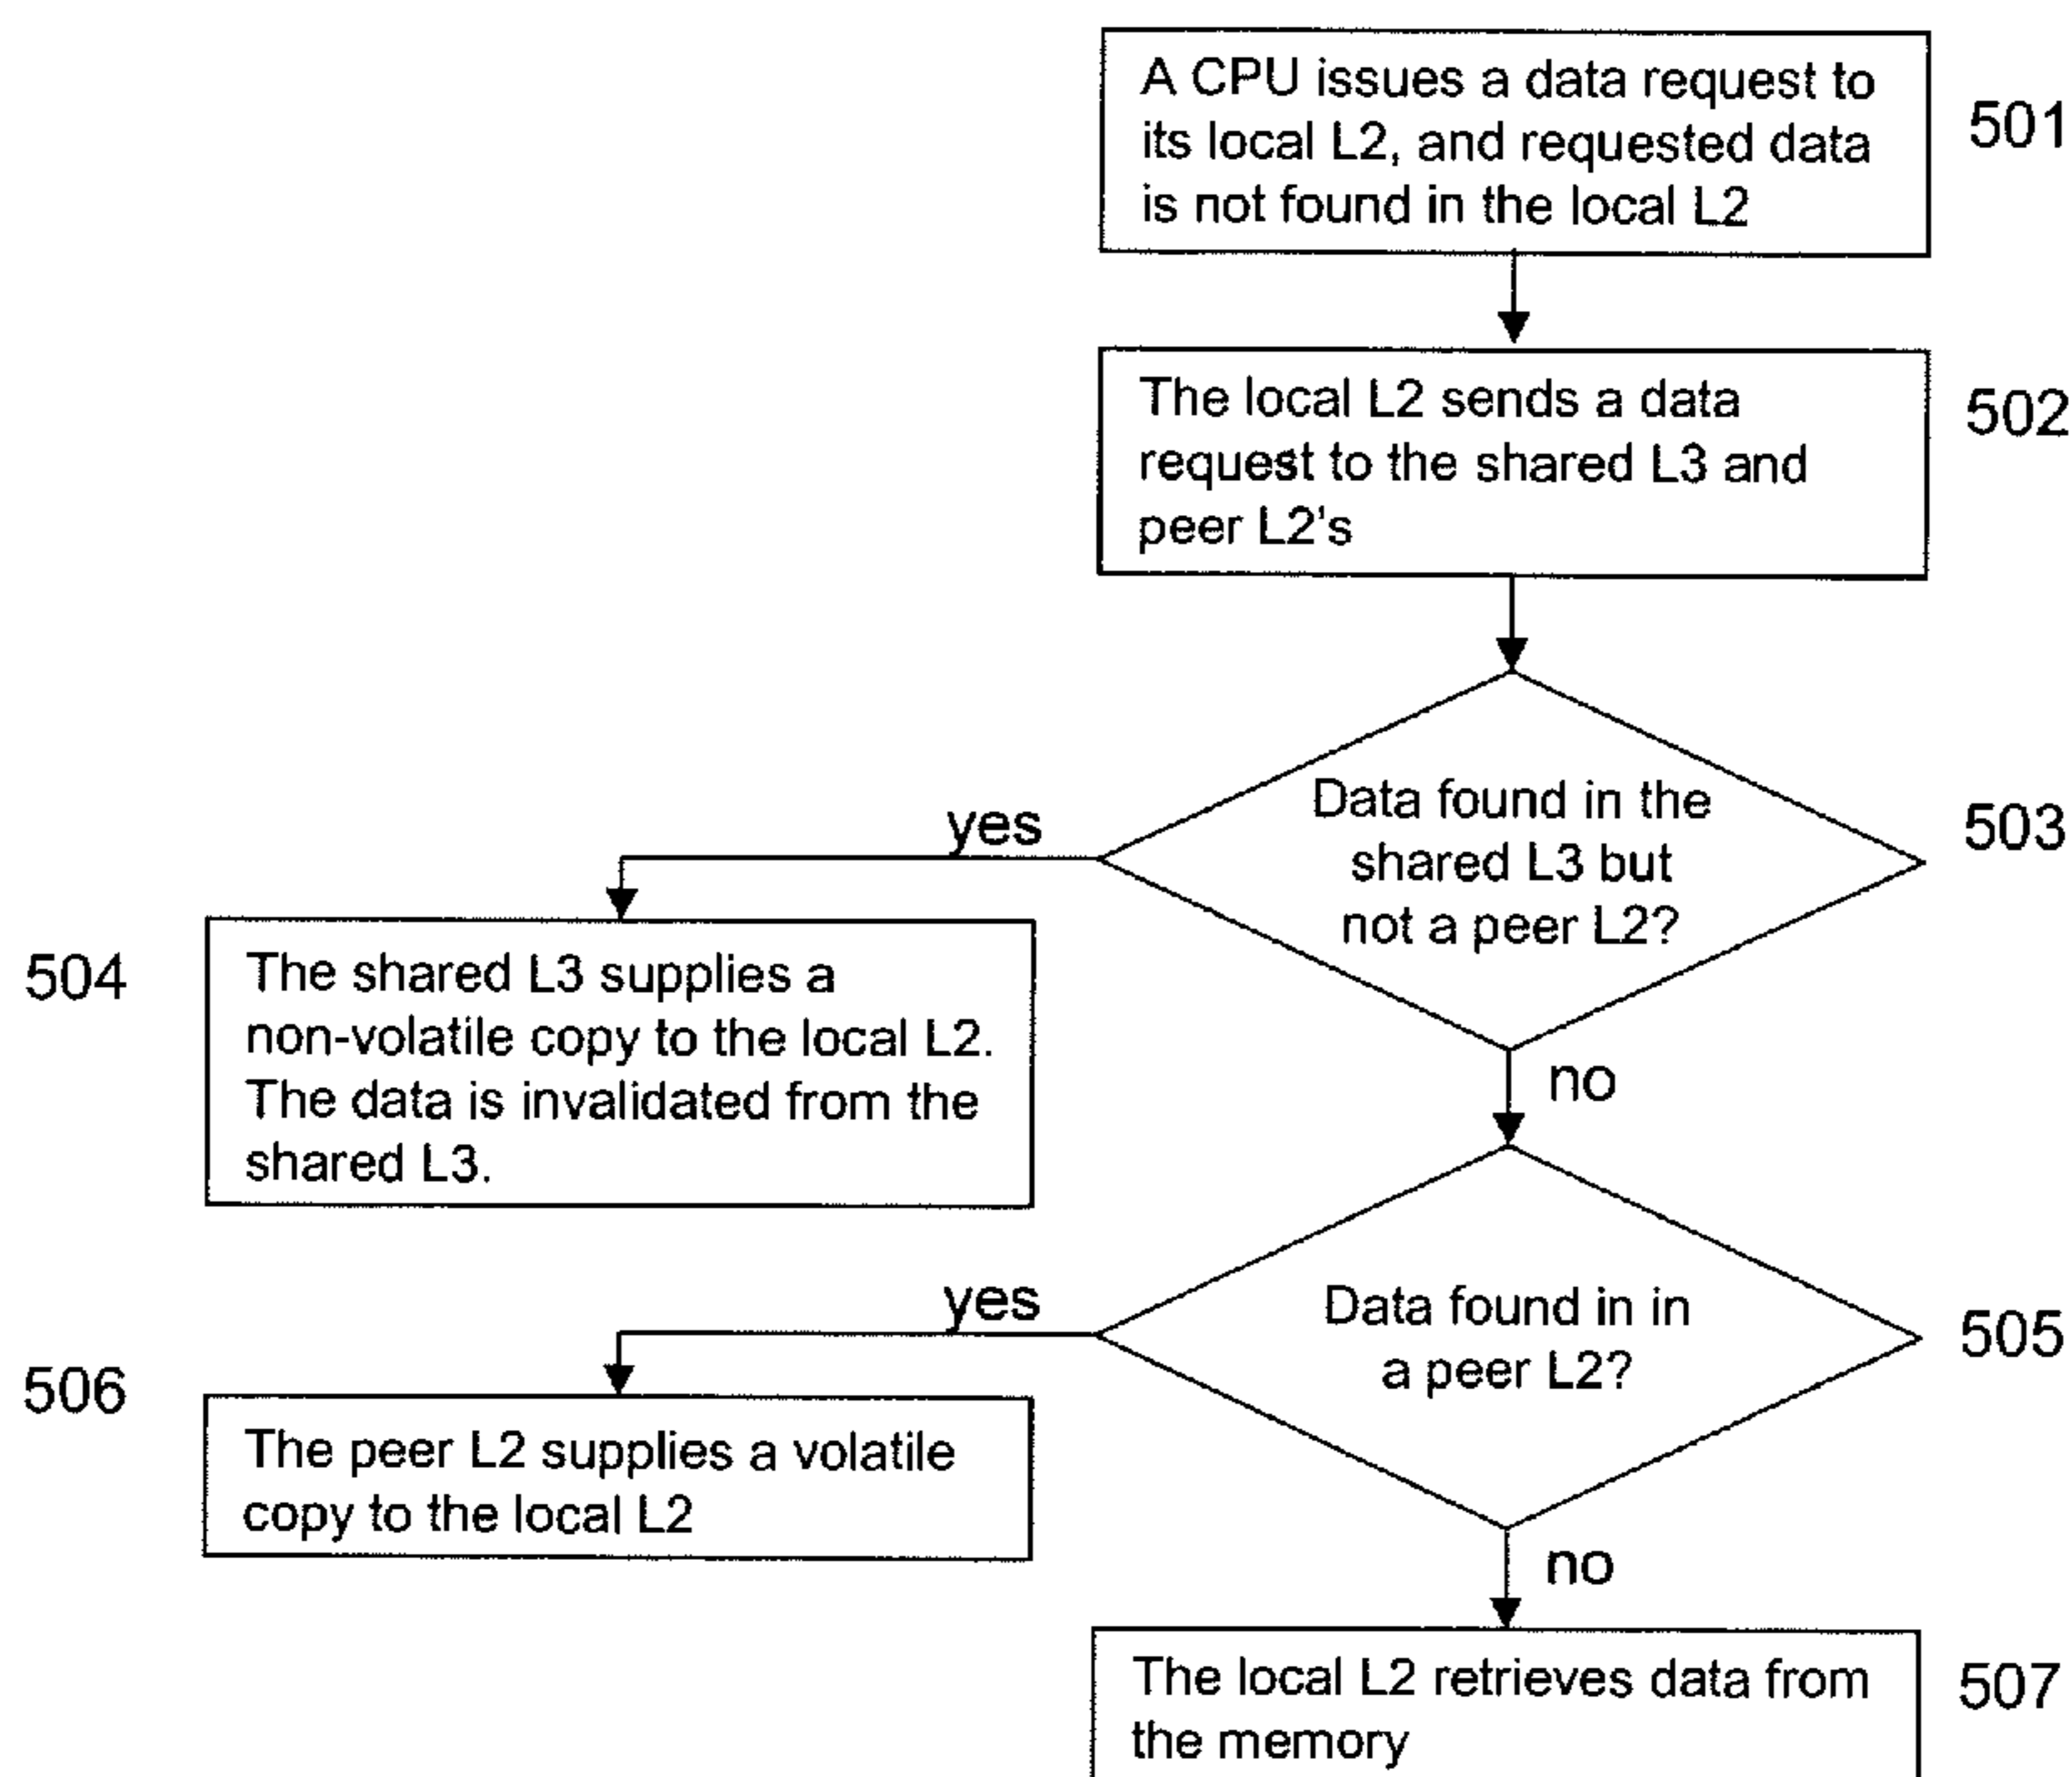 A CPU issues a data request to
its local L2, and requested data
is not found in the local L2
501
The local L2 sends a data
request to the shared L3 and
peer L2's
502
Data found in the
shared L3 but
not a peer L2?
503
yes
504
The shared L3 supplies a
non-volatile copy to the local L2.
The data is invalidated from the
shared L3.
no
Data found in in
a peer L2?
505
yes
506
The peer L2 supplies a volatile
copy to the local L2
no
The local L2 retrieves data from
the memory
507